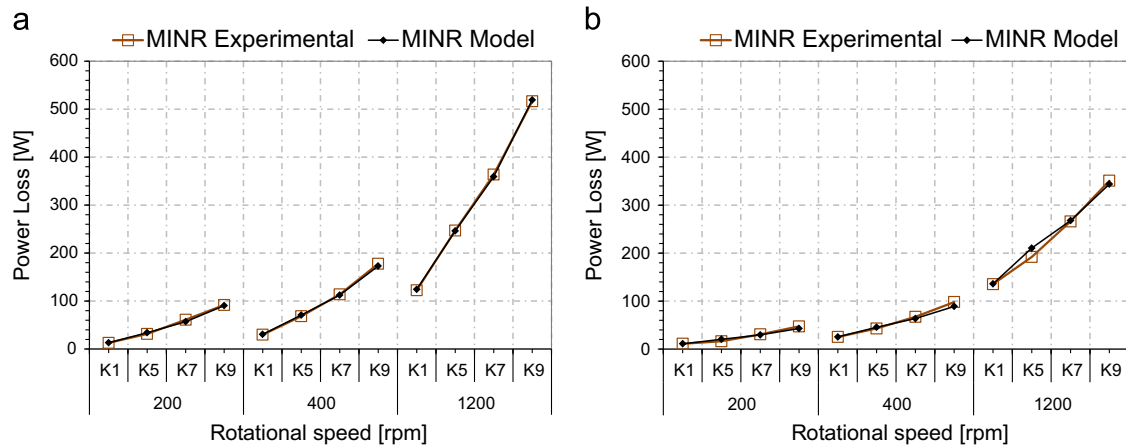 a
MINR Experimental MINR Model
600
500
400
300
200
100
0
Power Loss [W]
K1 K5 K7 K9 K1 K5 K7 K9 K1 K5 K7 K9
200 400 1200
Rotational speed [rpm]
b
MINR Experimental MINR Model
600
500
400
300
200
100
0
Power Loss [W]
K1 K5 K7 K9 K1 K5 K7 K9 K1 K5 K7 K9
200 400 1200
Rotational speed [rpm]